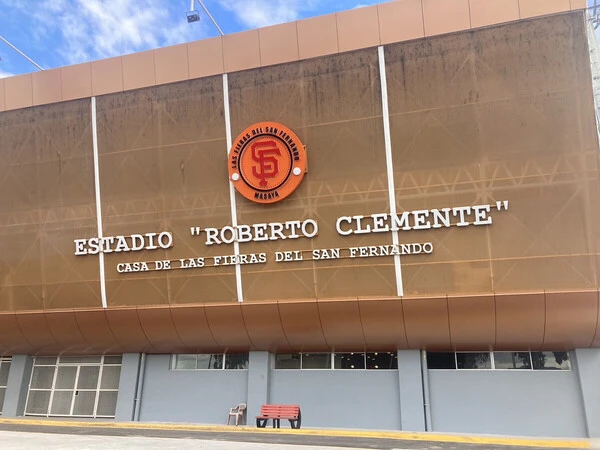 LAS FIERAS DEL SAN FERNANDO
SF
MASAYA
ESTADIO "ROBERTO CLEMENTE"
CASA DE LAS FIERAS DEL SAN FERNANDO